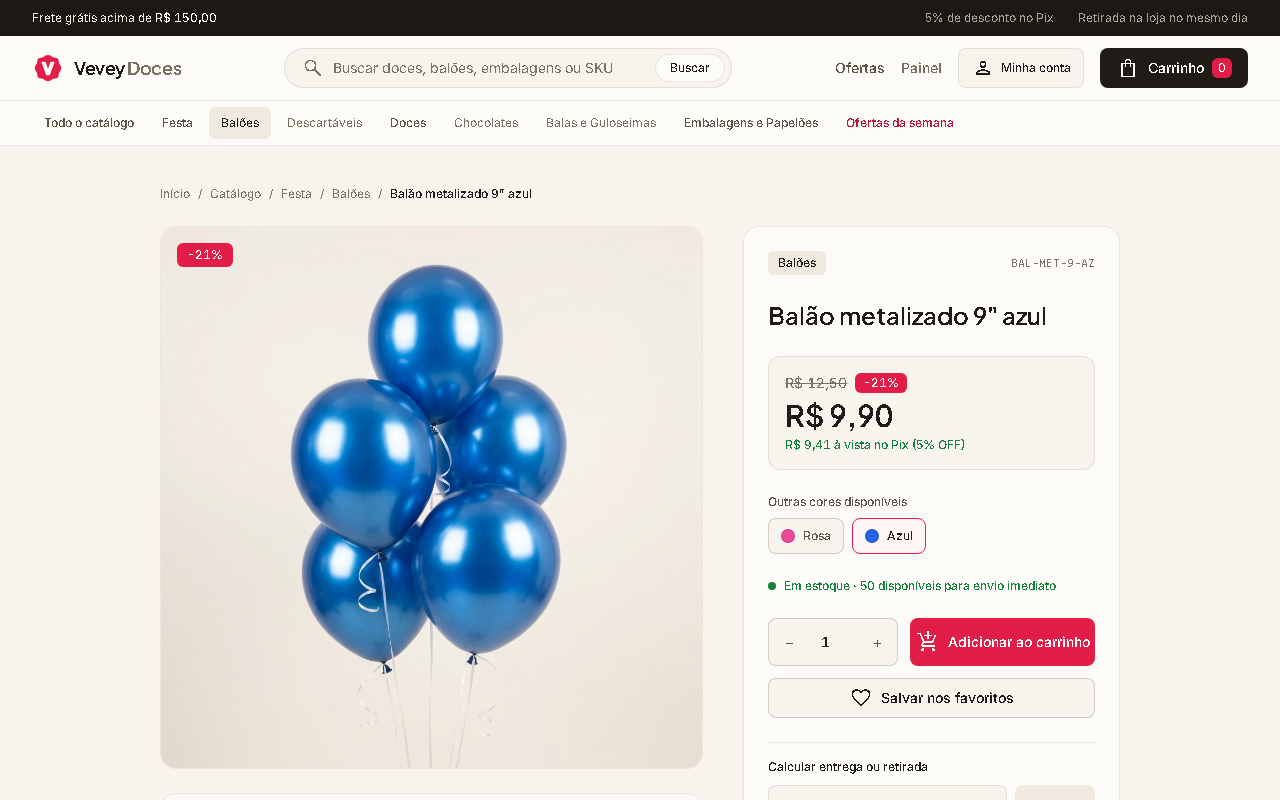 Frete grátis acima de R$ 150,00
5% de desconto no Pix
Retirada na loja no mesmo dia
V VeveyDoces
Buscar doces, balões, embalagens ou SKU
Buscar
Ofertas
Painel
Minha conta
Carrinho 0
Todo o catálogo
Festa
Balões
Descartáveis
Doces
Chocolates
Balas e Guloseimas
Embalagens e Papelões
Ofertas da semana
Início / Catálogo / Festa / Balões / Balão metalizado 9" azul
-21%
Balões
BAL-MET-9-AZ
Balão metalizado 9" azul
R$ 12,50 -21%
R$ 9,90
R$ 9,41 à vista no Pix (5% OFF)
Outras cores disponíveis
Rosa
Azul
Em estoque · 50 disponíveis para envio imediato
− 1 +
Adicionar ao carrinho
Salvar nos favoritos
Calcular entrega ou retirada